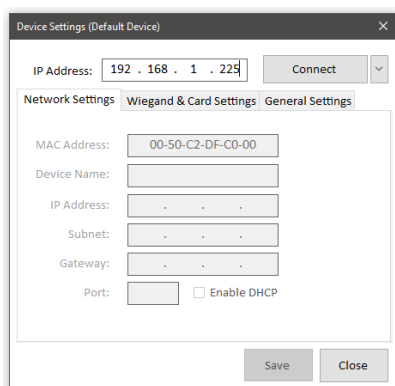 Device Settings (Default Device)
IP Address: 192 . 168 . 1 . 225 Connect
Network Settings Wiegand & Card Settings General Settings
MAC Address: 00-50-C2-DF-C0-00
Device Name:
IP Address: . . .
Subnet: . . .
Gateway: . . .
Port: Enable DHCP
Save Close